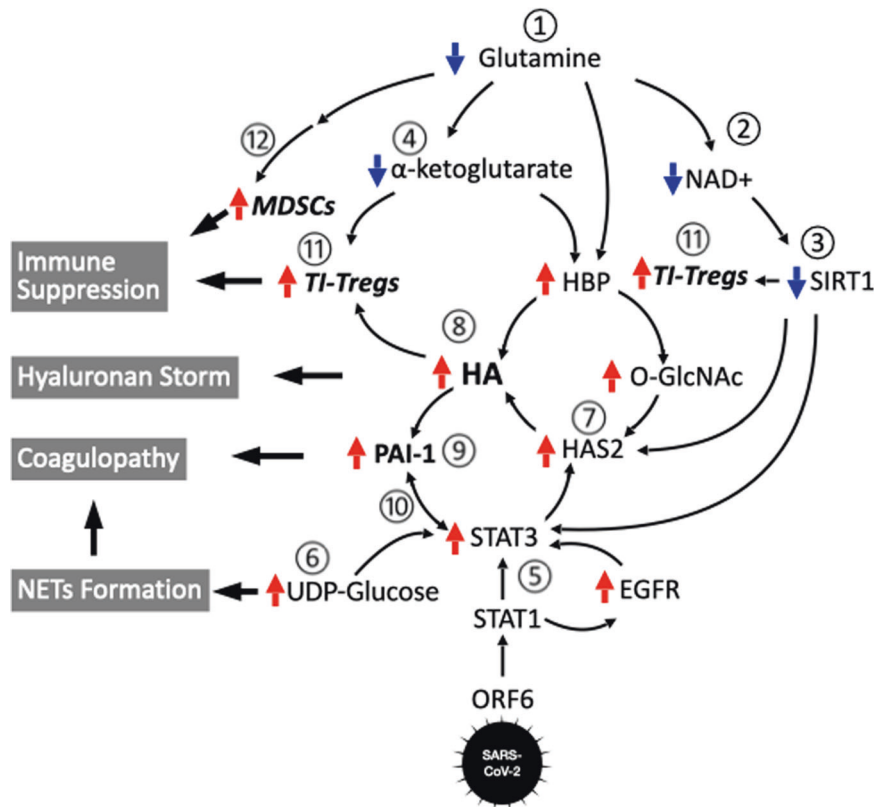 ①
Glutamine
②
⑫
④
α-ketoglutarate
NAD+
MDSCs
⑪
⑪
③
Immune
Suppression
TI-Tregs
HBP
TI-Tregs
SIRT1
⑧
Hyaluronan Storm
HA
O-GlcNAc
⑦
Coagulopathy
PAI-1 ⑨
HAS2
⑩
STAT3
⑥
⑤
NETs Formation
UDP-Glucose
EGFR
STAT1
ORF6
SARS-
CoV-2